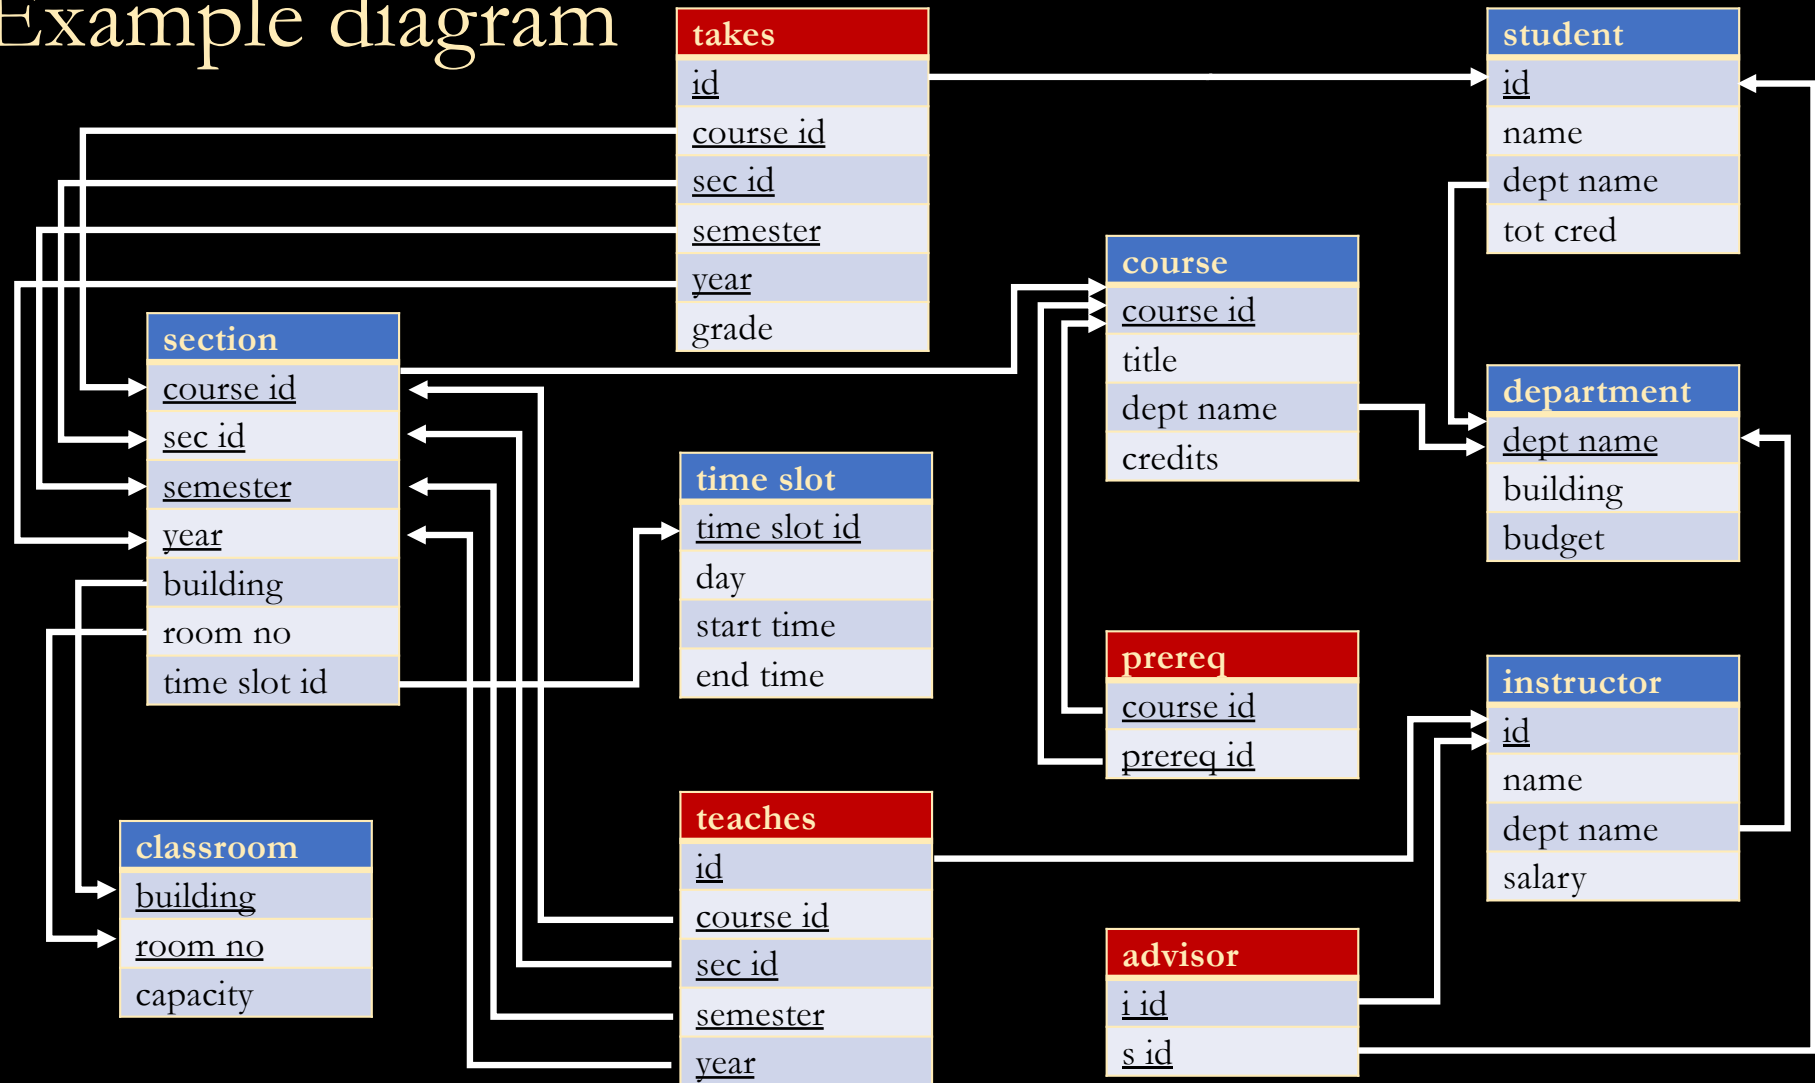 Example diagram
takes
id
course id
sec id
semester
year
grade
student
id
name
dept name
tot cred
section
course id
sec id
semester
year
building
room no
time slot id
time slot
time slot id
day
start time
end time
course
course id
title
dept name
credits
department
dept name
building
budget
prereq
course id
prereq id
instructor
id
name
dept name
salary
classroom
building
room no
capacity
teaches
id
course id
sec id
semester
year
advisor
i id
s id